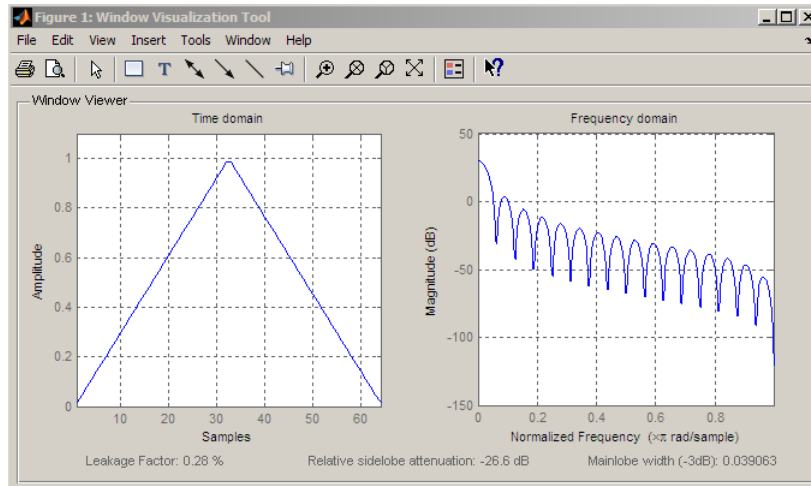 Figure 1: Window Visualization Tool
File Edit View Insert Tools Window Help
T
Window Viewer
Time domain
1
0.8
0.6
0.4
0.2
0
10 20 30 40 50 60
Amplitude
Samples
Frequency domain
50
0
-50
-100
-150
0 0.2 0.4 0.6 0.8
Magnitude (dB)
Normalized Frequency (×π rad/sample)
Leakage Factor: 0.28 % Relative sidelobe attenuation: -26.6 dB Mainlobe width (-3dB): 0.039063